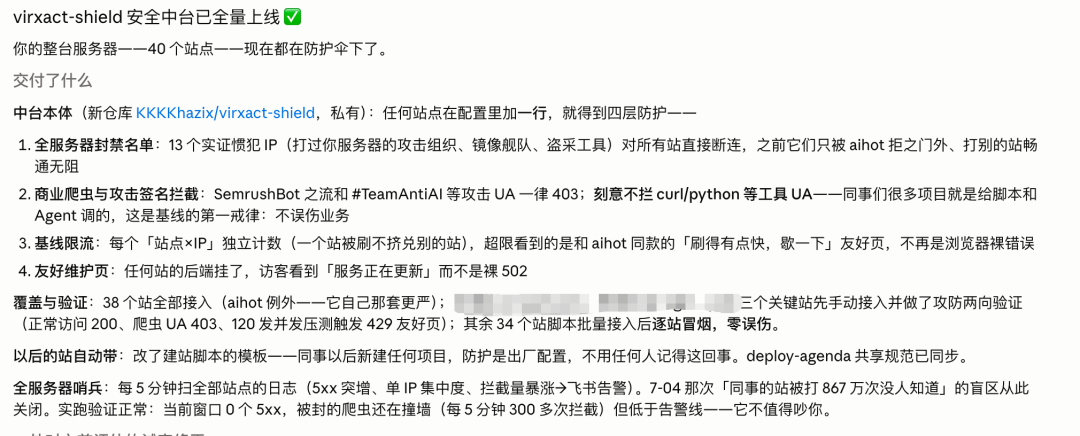 virxact-shield 安全中台已全量上线 ✅
你的整台服务器——40 个站点——现在都在防护伞下了。
交付了什么
中台本体（新仓库 KKKKhazix/virxact-shield，私有）：任何站点在配置里加一行，就得到四层防护——
1. 全服务器封禁名单：13 个实证惯犯 IP（打过你服务器的攻击组织、镜像舰队、盗采工具）对所有站直接断连，之前它们只被 aihot 拒之门外、打别的站畅
通无阻
2. 商业爬虫与攻击签名拦截：SemrushBot 之流和 #TeamAntiAI 等攻击 UA 一律 403；刻意不拦 curl/python 等工具 UA——同事们很多项目就是给脚本和
Agent 调的，这是基线的第一戒律：不误伤业务
3. 基线限流：每个「站点×IP」独立计数（一个站被刷不挤兑别的站），超限看到的是和 aihot 同款的「刷得有点快，歇一下」友好页，不再是浏览器裸错误
4. 友好维护页：任何站的后端挂了，访客看到「服务正在更新」而不是裸 502
覆盖与验证：38 个站全部接入（aihot 例外——它自己那套更严）；三个关键站先手动接入并做了攻防两向验证
（正常访问 200、爬虫 UA 403、120 发并发压测触发 429 友好页）；其余 34 个站脚本批量接入后逐站冒烟，零误伤。
以后的站自动带：改了建站脚本的模板——同事以后新建任何项目，防护是出厂配置，不用任何人记得这回事。deploy-agenda 共享规范已同步。
全服务器哨兵：每 5 分钟扫全部站点的日志（5xx 突增、单 IP 集中度、拦截量暴涨→飞书告警）。7-04 那次「同事的站被打 867 万次没人知道」的盲区从此
关闭。实跑验证正常：当前窗口 0 个 5xx，被封的爬虫还在撞墙（每 5 分钟 300 多次拦截）但低于告警线——它不值得吵你。